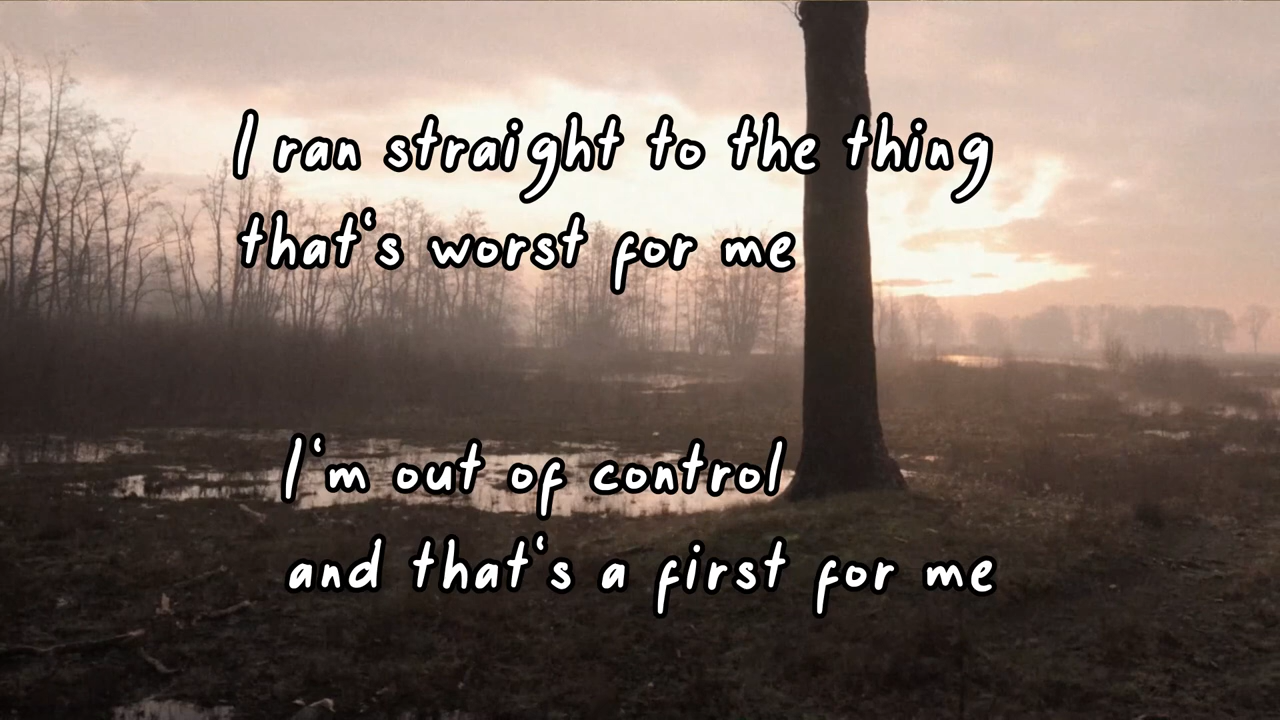 I ran straight to the thing
that's worst for me
I'm out of control
and that's a first for me